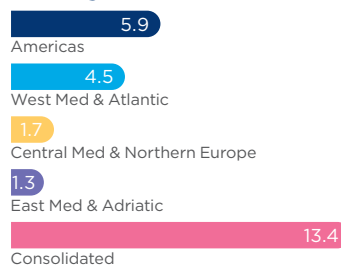 5.9
Americas
4.5
West Med & Atlantic
1.7
Central Med & Northern Europe
1.3
East Med & Adriatic
13.4
Consolidated